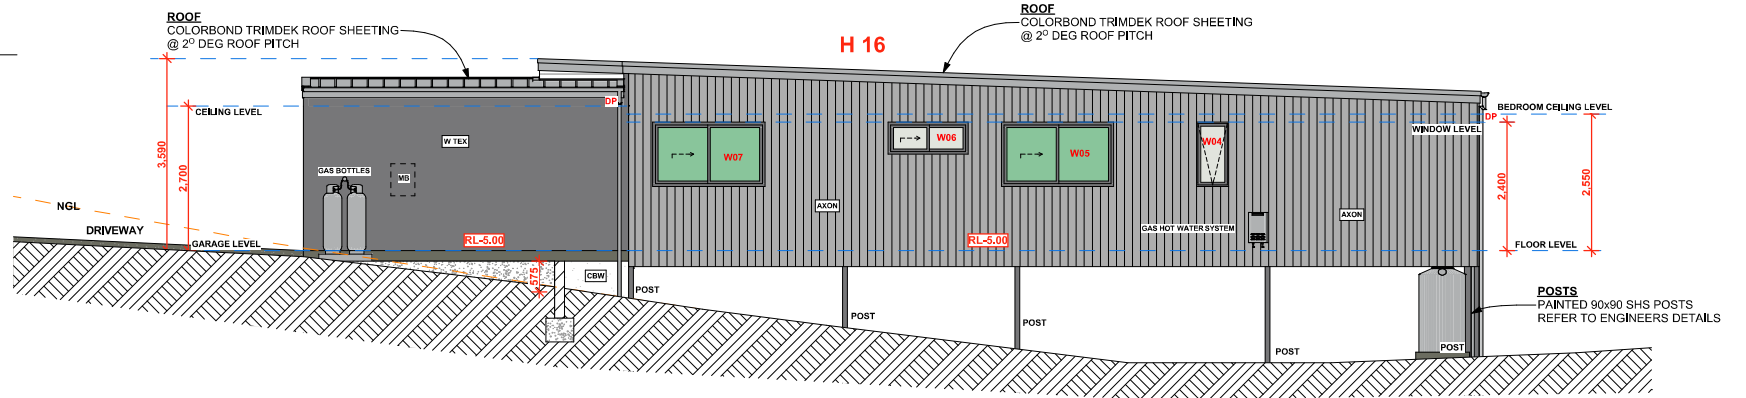 ROOF
COLORBOND TRIMDEK ROOF SHEETING
@ 2⁰ DEG ROOF PITCH
ROOF
COLORBOND TRIMDEK ROOF SHEETING
@ 2⁰ DEG ROOF PITCH
H 16
CEILING LEVEL
DP
BEDROOM CEILING LEVEL
DP
WINDOW LEVEL
W TEX
W07
W06
W05
W04
3,590
2,700
GAS BOTTLES
MB
2,400
2,550
NGL
AXON
AXON
DRIVEWAY
GAS HOT WATER SYSTEM
GARAGE LEVEL
RL-5.00
RL-5.00
FLOOR LEVEL
575
CBW
POST
POST
POST
POST
POST
POSTS
PAINTED 90x90 SHS POSTS
REFER TO ENGINEERS DETAILS